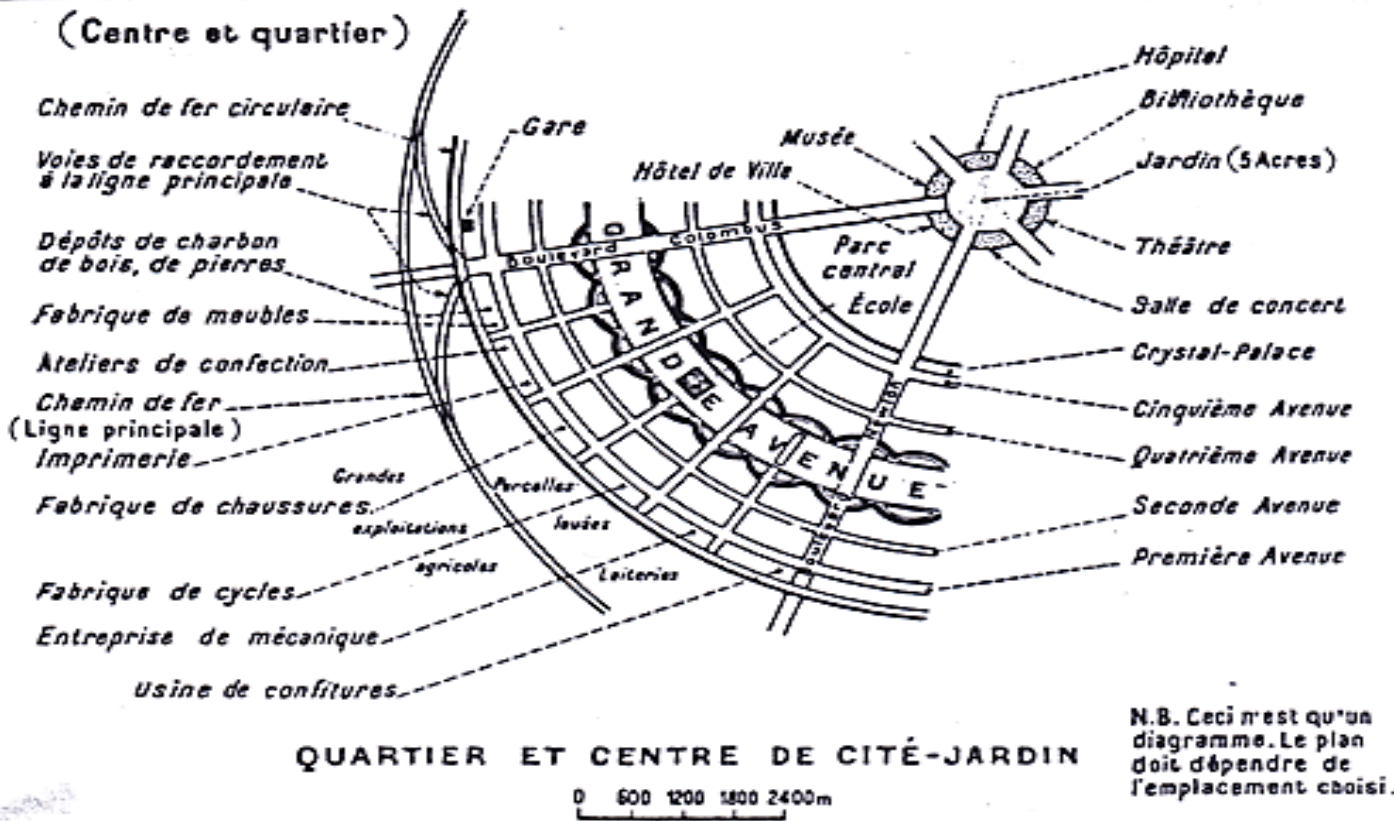 (Centre et quartier)
Chemin de fer circulaire
Voies de raccordement
à la ligne principale
Dépôts de charbon
de bois, de pierres
Fabrique de meubles
Ateliers de confection
Chemin de fer
(Ligne principale)
Imprimerie
Fabrique de chaussures
Fabrique de cycles
Entreprise de mécanique
Usine de confitures
Gare
Musée
Hôtel de Ville
Boulevard Colombus
Parc
central
École
GRANDE AVENUE
Boulevard Newton
Grandes
exploitations
agricoles
Parcelles
louées
Laiteries
Hôpital
Bibliothèque
Jardin (5 Acres)
Théâtre
Salle de concert
Crystal-Palace
Cinquième Avenue
Quatrième Avenue
Seconde Avenue
Première Avenue
QUARTIER ET CENTRE DE CITÉ-JARDIN
0 600 1200 1800 2400m
N.B. Ceci n'est qu'un
diagramme. Le plan
doit dépendre de
l'emplacement choisi.